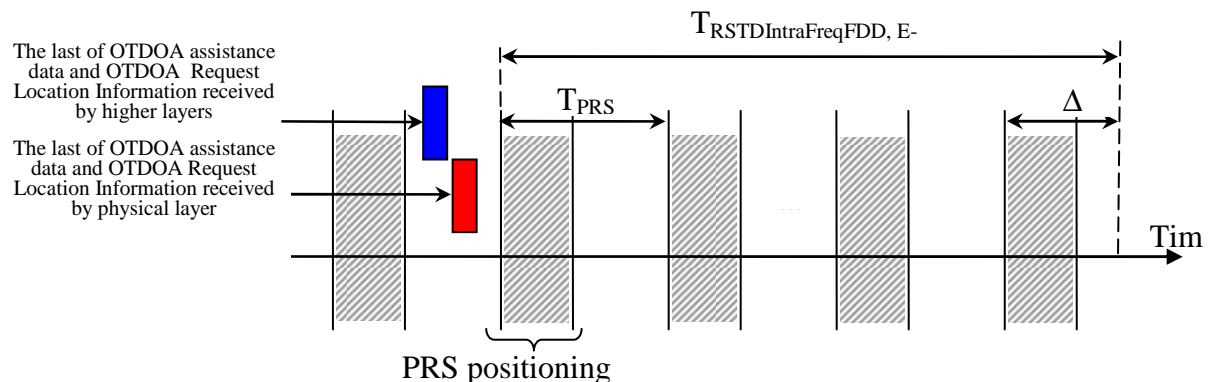 The last of OTDOA assistance
data and OTDOA Request
Location Information received
by higher layers
The last of OTDOA assistance
data and OTDOA Request
Location Information received
by physical layer
T_RSTDIntraFreqFDD, E-
T_PRS
Δ
. . .
Tim
PRS positioning